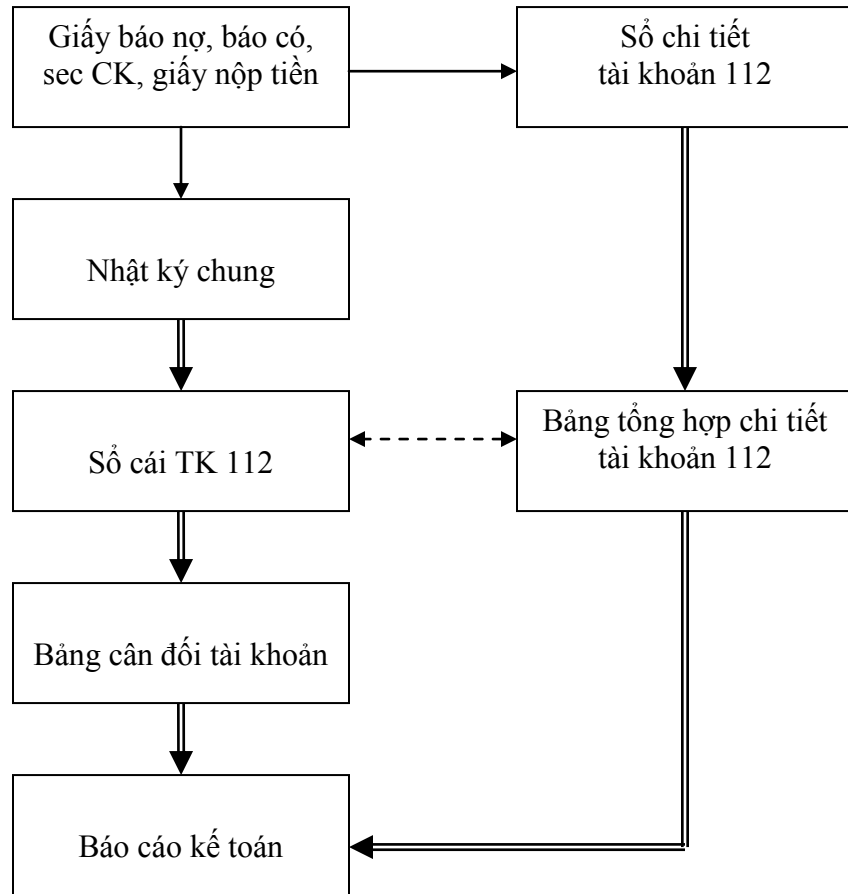 Giấy báo nợ, báo có,
sec CK, giấy nộp tiền
Sổ chi tiết
tài khoản 112
Nhật ký chung
Sổ cái TK 112
Bảng tổng hợp chi tiết
tài khoản 112
Bảng cân đối tài khoản
Báo cáo kế toán